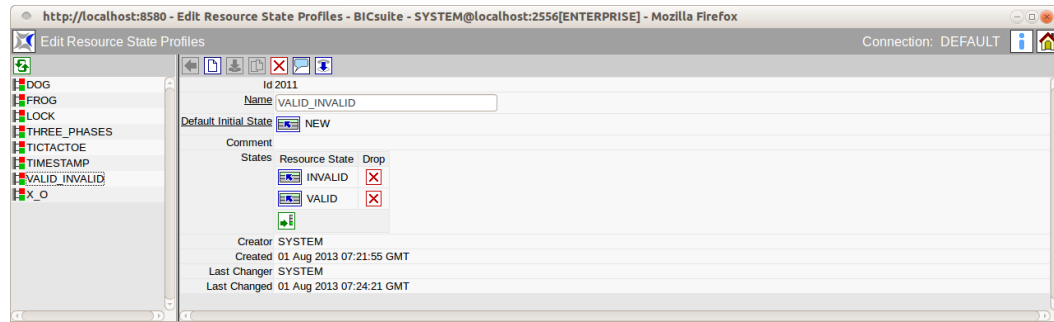 http://localhost:8580 - Edit Resource State Profiles - BICsuite - SYSTEM@localhost:2556[ENTERPRISE] - Mozilla Firefox
Edit Resource State Profiles
Connection: DEFAULT
DOG
FROG
LOCK
THREE_PHASES
TICTACTOE
TIMESTAMP
VALID_INVALID
X_O
Id 2011
Name VALID_INVALID
Default Initial State NEW
Comment
States Resource State Drop
INVALID
VALID
Creator SYSTEM
Created 01 Aug 2013 07:21:55 GMT
Last Changer SYSTEM
Last Changed 01 Aug 2013 07:24:21 GMT